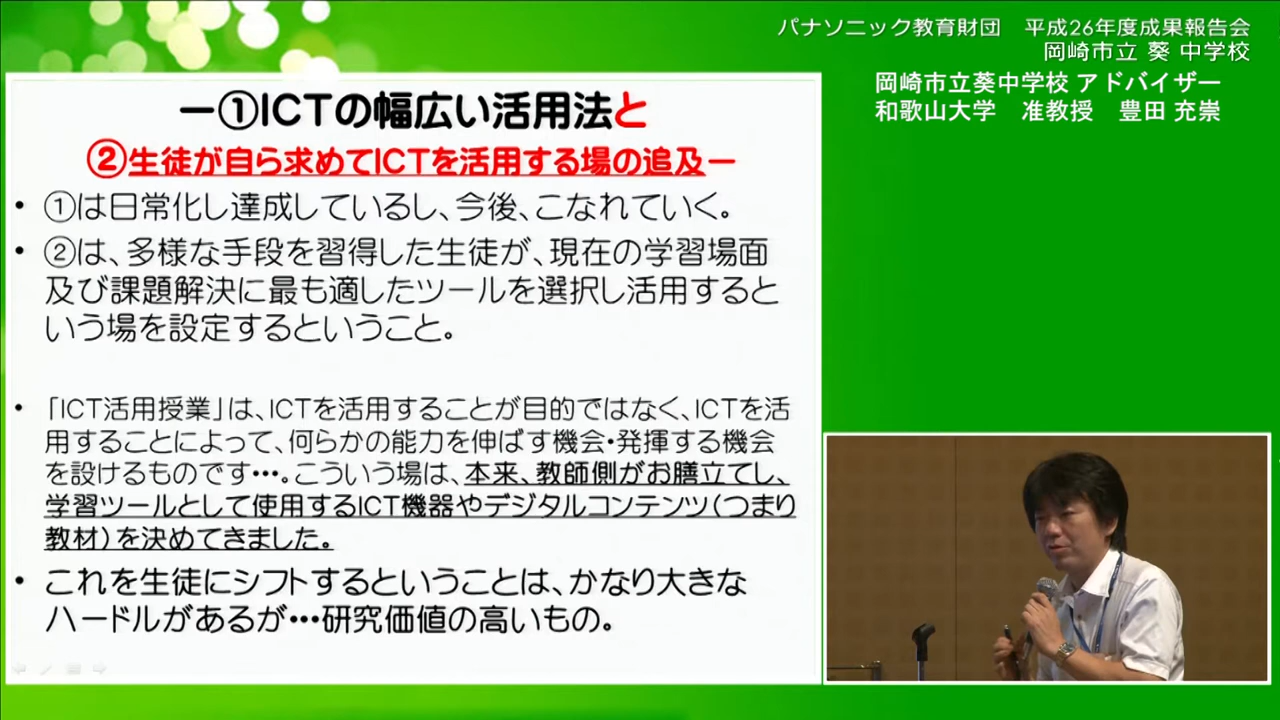 パナソニック教育財団　平成26年度成果報告会
岡崎市立 葵 中学校
岡崎市立葵中学校 アドバイザー
和歌山大学　准教授　豊田 充崇
ー①ICTの幅広い活用法と
②生徒が自ら求めてICTを活用する場の追及ー
• ①は日常化し達成しているし、今後、こなれていく。
• ②は、多様な手段を習得した生徒が、現在の学習場面
及び課題解決に最も適したツールを選択し活用すると
いう場を設定するということ。
• 「ICT活用授業」は、ICTを活用することが目的ではなく、ICTを活
用することによって、何らかの能力を伸ばす機会・発揮する機会
を設けるものです・・・。こういう場は、本来、教師側がお膳立てし、
学習ツールとして使用するICT機器やデジタルコンテンツ（つまり
教材）を決めてきました。
• これを生徒にシフトするということは、かなり大きな
ハードルがあるが・・・研究価値の高いもの。